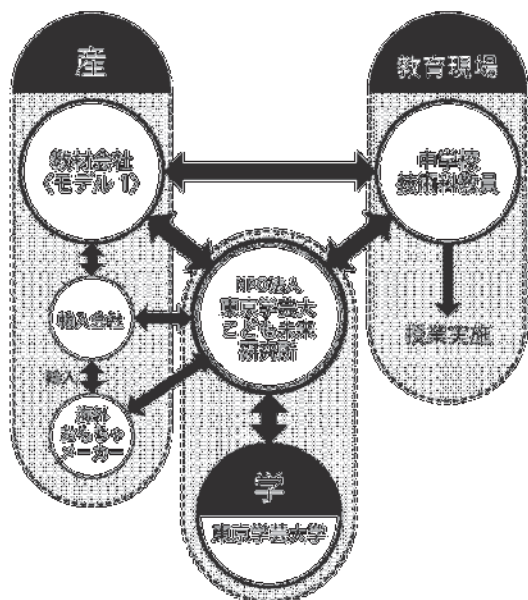 産
教育現場
教材会社
《モデル1》
中学校
技術科教員
NPO法人
東京学芸大
こども未来
研究所
輸入会社
授業実施
輸入
海外
おもちゃ
メーカー
学
東京学芸大学